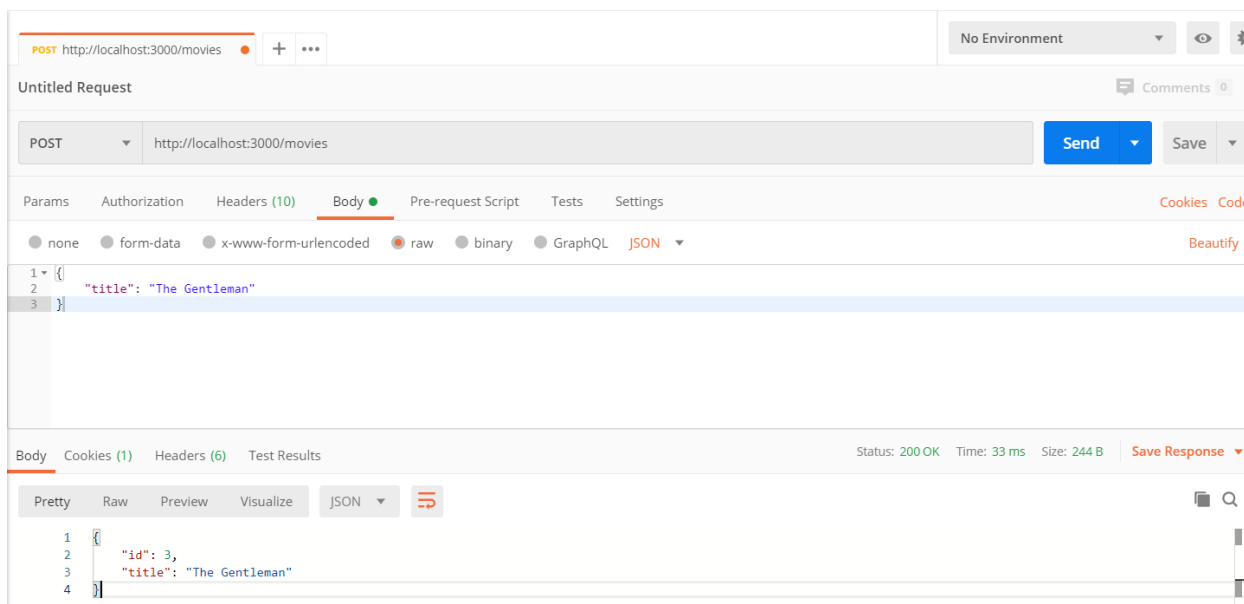 POST http://localhost:3000/movies No Environment
Untitled Request Comments 0
POST http://localhost:3000/movies Send Save
Params Authorization Headers (10) Body Pre-request Script Tests Settings Cookies Code
none form-data x-www-form-urlencoded raw binary GraphQL JSON Beautify
1 {
2 "title": "The Gentleman"
3 }
Body Cookies (1) Headers (6) Test Results Status: 200 OK Time: 33 ms Size: 244 B Save Response
Pretty Raw Preview Visualize JSON
1 {
2 "id": 3,
3 "title": "The Gentleman"
4 }